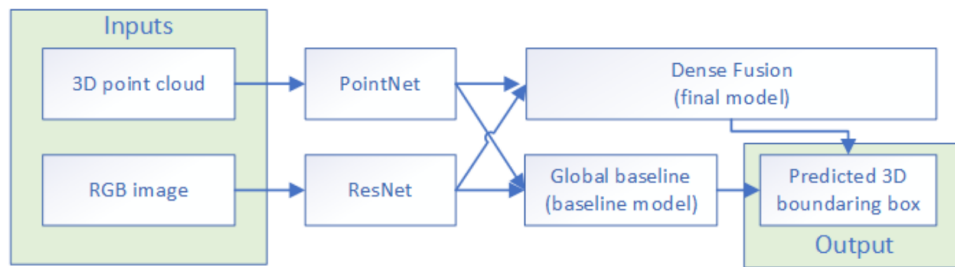 Inputs
3D point cloud
PointNet
Dense Fusion
(final model)
RGB image
ResNet
Global baseline
(baseline model)
Predicted 3D
boundaring box
Output